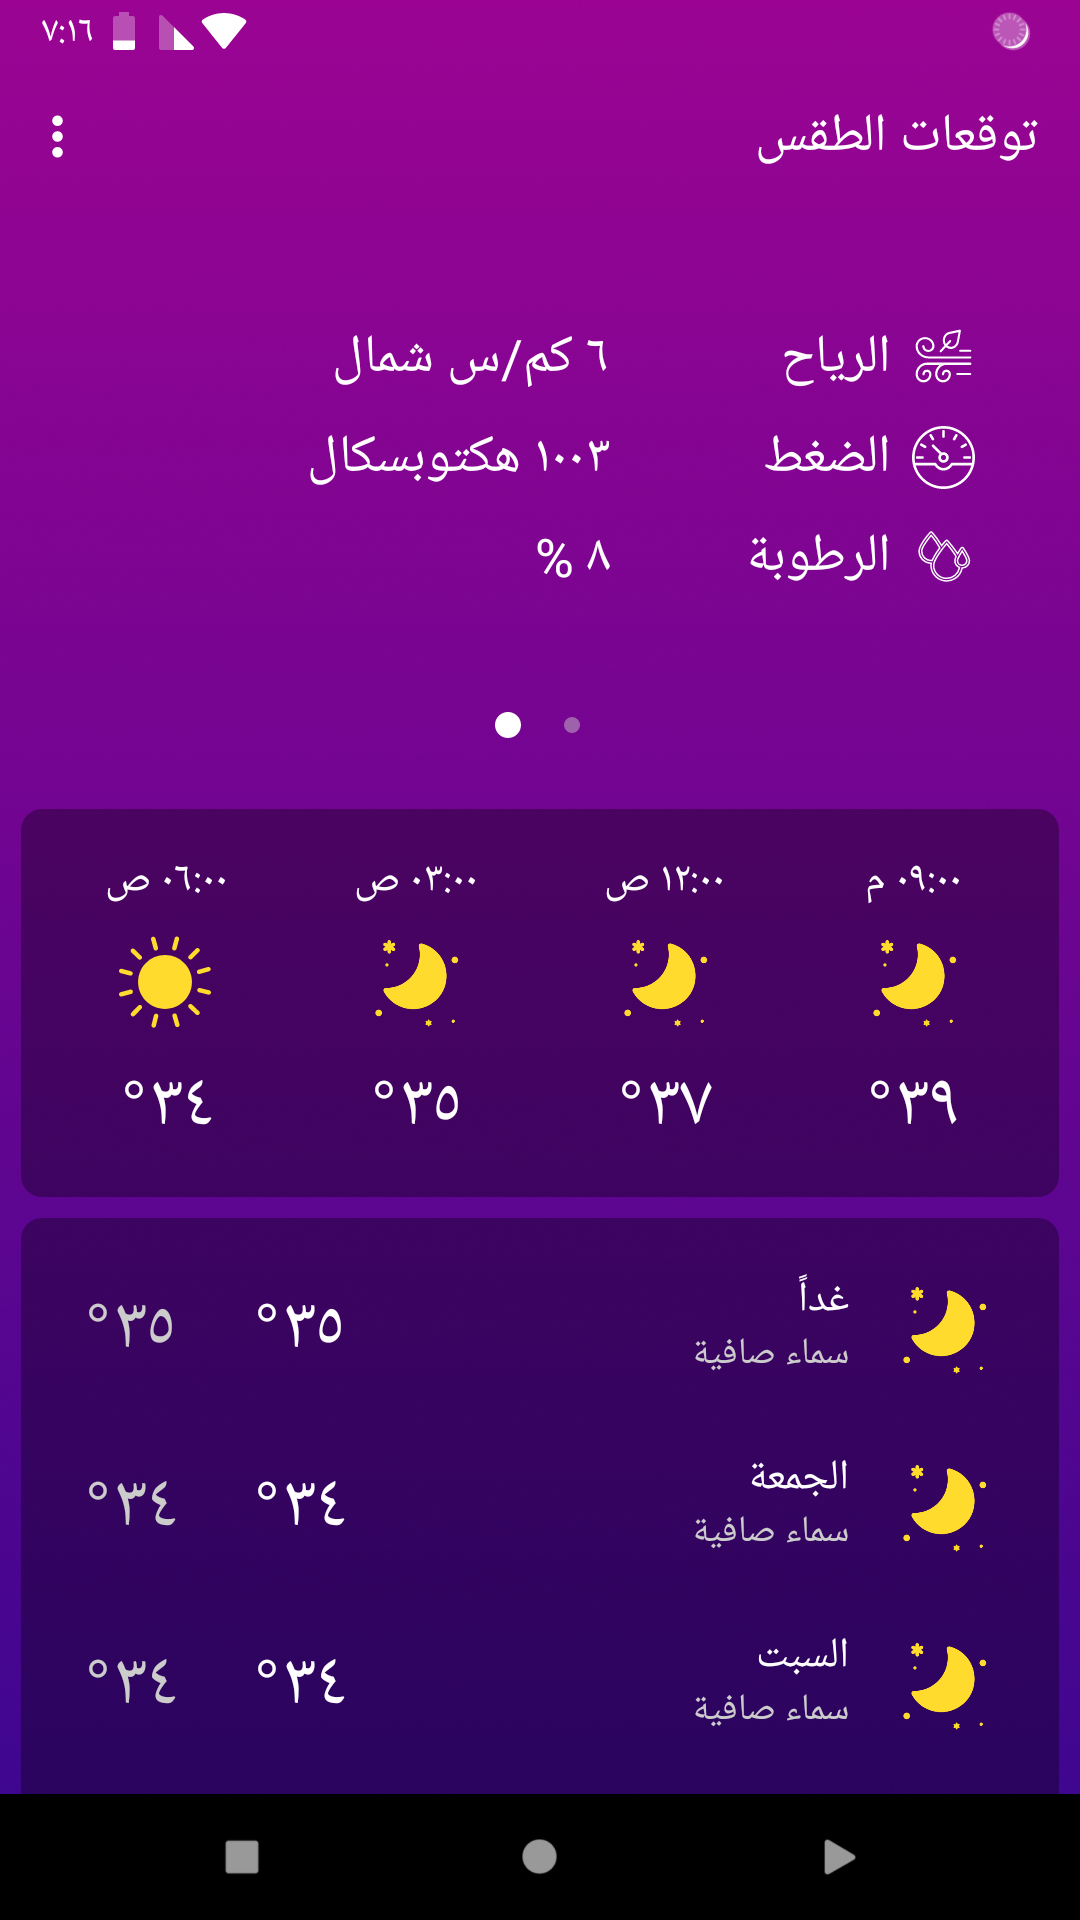 ٧:١٦
توقعات الطقس
الرياح ٦ كم/س شمال
الضغط ١٠٠٣ هكتوبسكال
الرطوبة ٨ %
٠٩:٠٠ م ١٢:٠٠ ص ٠٣:٠٠ ص ٠٦:٠٠ ص
٣٩° ٣٧° ٣٥° ٣٤°
غداً
سماء صافية
٣٥° ٣٥°
الجمعة
سماء صافية
٣٤° ٣٤°
السبت
سماء صافية
٣٤° ٣٤°